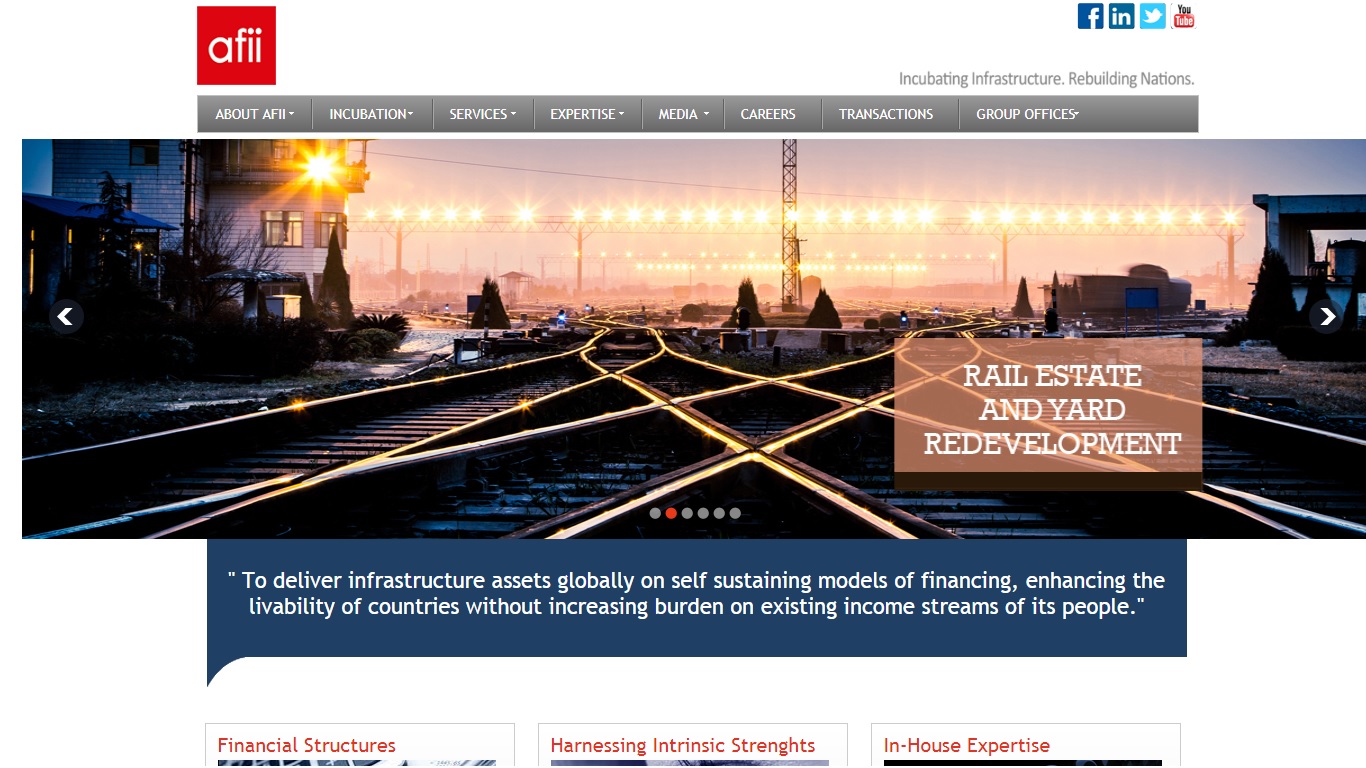 afii
You
Tube
Incubating Infrastructure. Rebuilding Nations.
ABOUT AFII INCUBATION SERVICES EXPERTISE MEDIA CAREERS TRANSACTIONS GROUP OFFICES
RAIL ESTATE
AND YARD
REDEVELOPMENT
" To deliver infrastructure assets globally on self sustaining models of financing, enhancing the
livability of countries without increasing burden on existing income streams of its people."
Financial Structures
Harnessing Intrinsic Strenghts
In-House Expertise